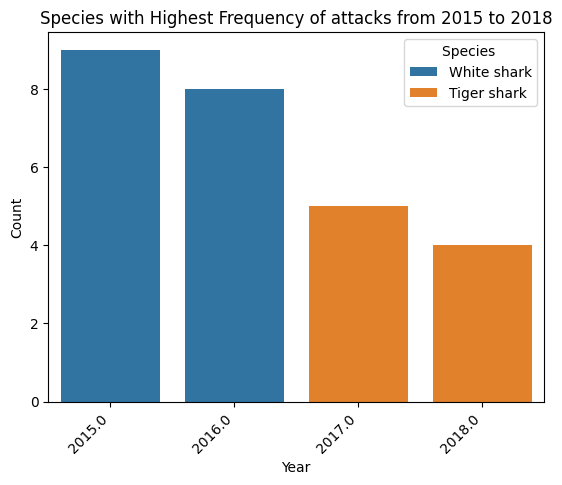 Species with Highest Frequency of attacks from 2015 to 2018
Species
White shark
Tiger shark
Count
8
6
4
2
0
2015.0
2016.0
2017.0
2018.0
Year